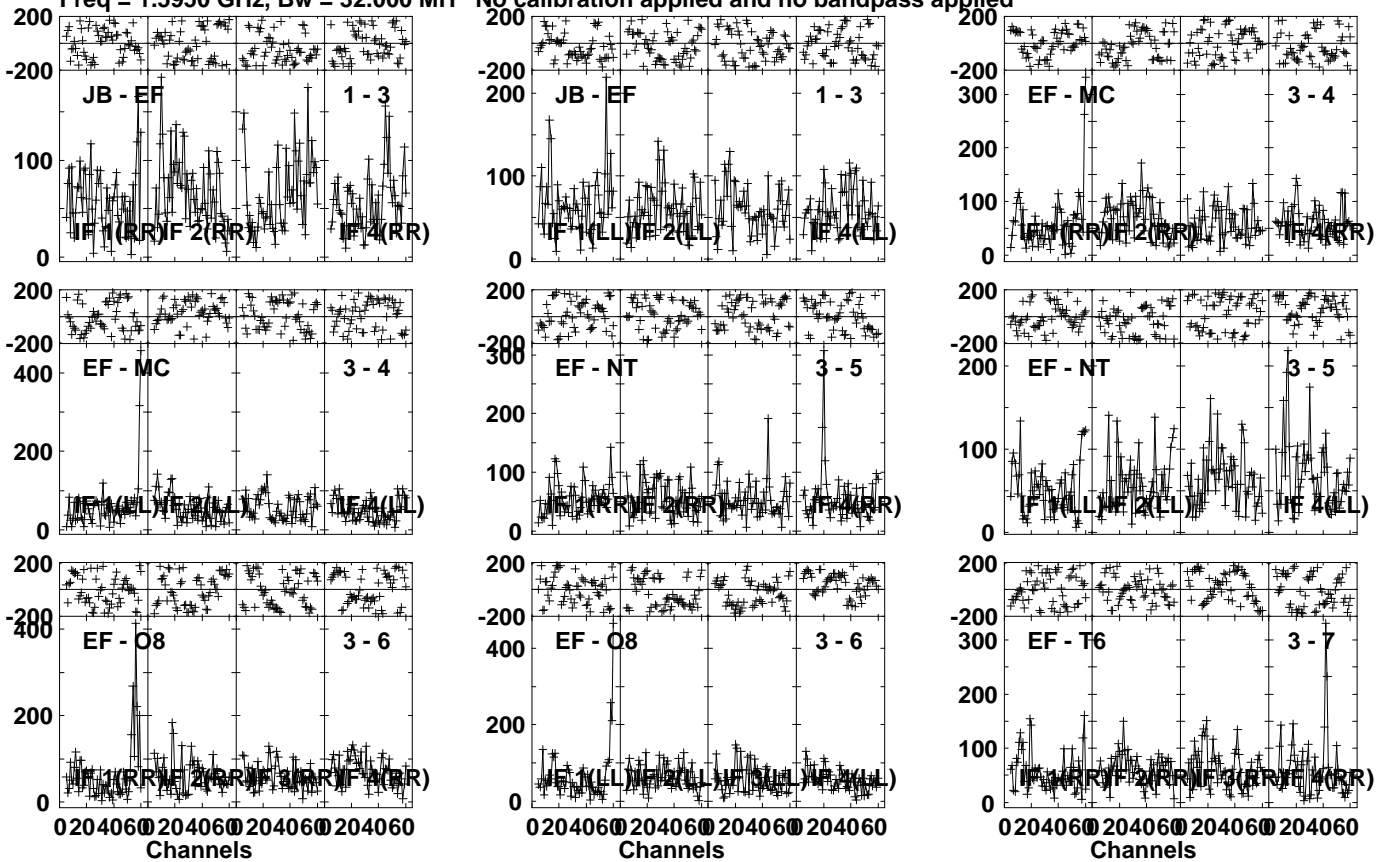 Freq = 1.5950 GHz, Bw = 32.000 MH No calibration applied and no bandpass applied
200
-200
JB - EF 1 - 3
100
0
IF 1(RR) IF 2(RR) IF 4(RR)
200
-200
JB - EF 1 - 3
200
100
0
IF 1(LL) IF 2(LL) IF 4(LL)
200
-200
EF - MC 3 - 4
300
200
100
0
IF 1(RR) IF 2(RR) IF 4(RR)
200
-200
EF - MC 3 - 4
400
200
0
IF 1(LL) IF 2(LL) IF 4(LL)
200
-200
300
EF - NT 3 - 5
200
100
0
IF 1(RR) IF 2(RR) IF 4(RR)
200
-200
EF - NT 3 - 5
200
100
0
IF 1(LL) IF 2(LL) IF 4(LL)
200
-200
400
EF - O8 3 - 6
200
0
IF 1(RR) IF 2(RR) IF 3(RR) IF 4(RR)
0 20 40 60 0 20 40 60 0 20 40 60 0 20 40 60
Channels
200
-200
EF - O8 3 - 6
400
200
0
IF 1(LL) IF 2(LL) IF 3(LL) IF 4(LL)
0 20 40 60 0 20 40 60 0 20 40 60 0 20 40 60
Channels
200
-200
EF - T6 3 - 7
300
200
100
0
IF 1(RR) IF 2(RR) IF 3(RR) IF 4(RR)
0 20 40 60 0 20 40 60 0 20 40 60 0 20 40 60
Channels